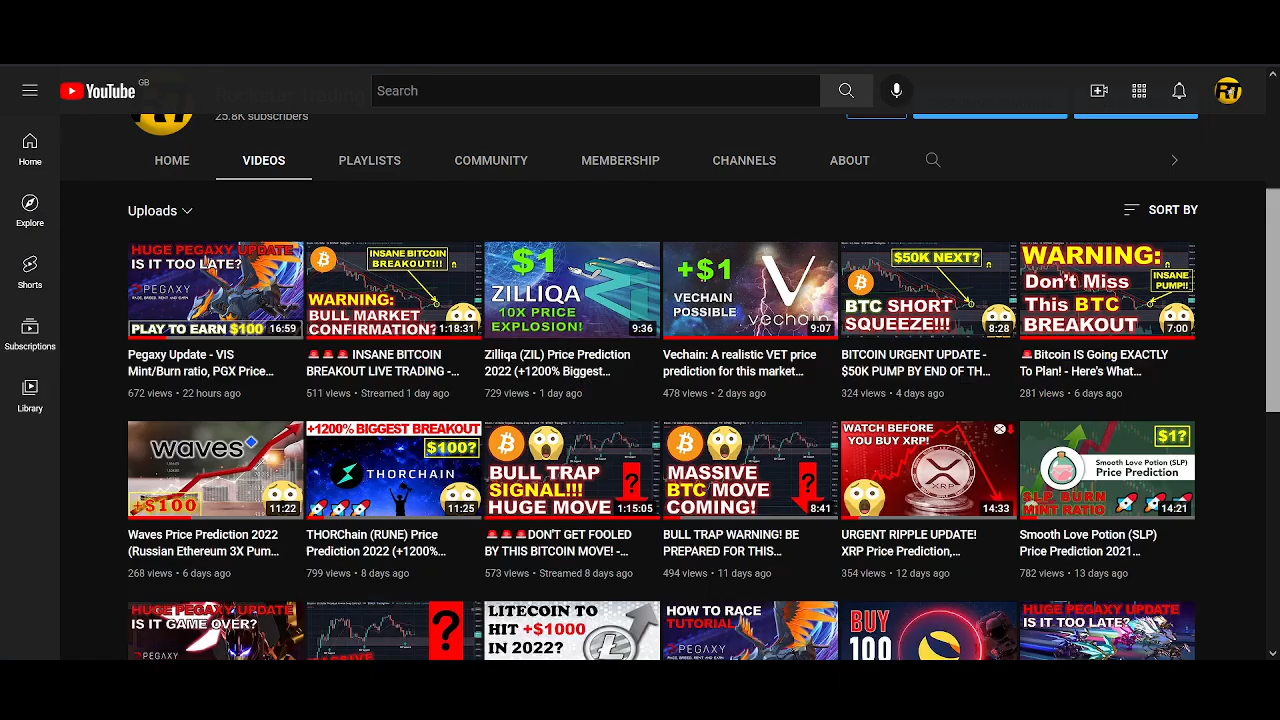 YouTube GB
Search
RT
Rockstar Trading
25.8K subscribers
Home
Explore
Shorts
Subscriptions
Library
HOME
VIDEOS
PLAYLISTS
COMMUNITY
MEMBERSHIP
CHANNELS
ABOUT
Uploads
SORT BY
HUGE PEGAXY UPDATE
IS IT TOO LATE?
PEGAXY
RACE, BREED, RENT AND EARN
PLAY TO EARN $100
16:59
Pegaxy Update - VIS
Mint/Burn ratio, PGX Price...
672 views • 22 hours ago
INSANE BITCOIN
BREAKOUT!!!
WARNING:
BULL MARKET
CONFIRMATION?
1:18:31
🚨🚨🚨 INSANE BITCOIN
BREAKOUT LIVE TRADING -...
511 views • Streamed 1 day ago
$1
ZILLIQA
10X PRICE
EXPLOSION!
9:36
Zilliqa (ZIL) Price Prediction
2022 (+1200% Biggest...
729 views • 1 day ago
+$1
VECHAIN
POSSIBLE
vechain
9:07
Vechain: A realistic VET price
prediction for this market...
478 views • 2 days ago
$50K NEXT?
BTC SHORT
SQUEEZE!!!
8:28
BITCOIN URGENT UPDATE -
$50K PUMP BY END OF TH...
324 views • 4 days ago
WARNING:
Don't Miss
This BTC
BREAKOUT
INSANE
PUMP!!
7:00
🚨Bitcoin IS Going EXACTLY
To Plan! - Here's What...
281 views • 6 days ago
waves
+$100
11:22
Waves Price Prediction 2022
(Russian Ethereum 3X Pum...
268 views • 6 days ago
+1200% BIGGEST BREAKOUT
$100?
THORCHAIN
11:25
THORChain (RUNE) Price
Prediction 2022 (+1200%...
799 views • 8 days ago
BULL TRAP
SIGNAL!!!
HUGE MOVE
?
1:15:05
🚨🚨🚨DON'T GET FOOLED
BY THIS BITCOIN MOVE! -...
573 views • Streamed 8 days ago
MASSIVE
BTC MOVE
COMING!
?
8:41
BULL TRAP WARNING! BE
PREPARED FOR THIS...
494 views • 11 days ago
WATCH BEFORE
YOU BUY XRP!
XRP
14:33
URGENT RIPPLE UPDATE!
XRP Price Prediction,...
354 views • 12 days ago
$1?
Smooth Love Potion (SLP)
Price Prediction
SLP BURN
MINT RATIO
14:21
Smooth Love Potion (SLP)
Price Prediction 2021...
782 views • 13 days ago
HUGE PEGAXY UPDATE
IS IT GAME OVER?
PEGAXY
?
MASSIVE
LITECOIN TO
HIT +$1000
IN 2022?
HOW TO RACE
TUTORIAL
PEGAXY
BUY
100
HUGE PEGAXY UPDATE
IS IT TOO LATE?